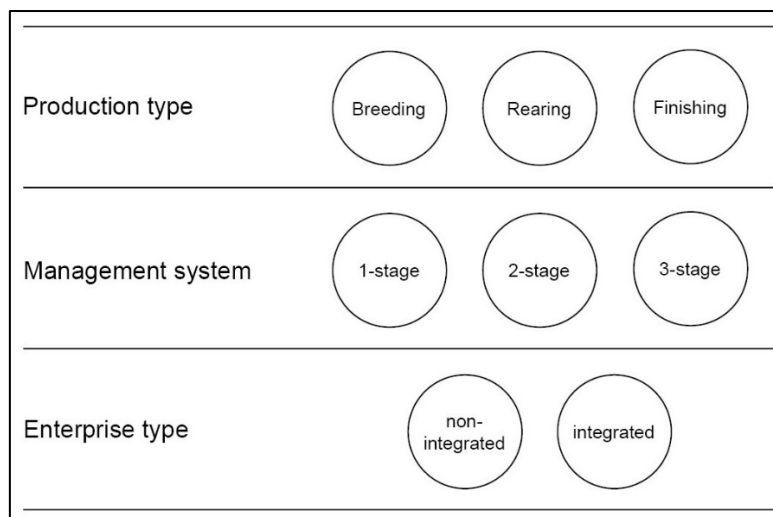 Production type
Breeding
Rearing
Finishing
Management system
1-stage
2-stage
3-stage
Enterprise type
non-
integrated
integrated